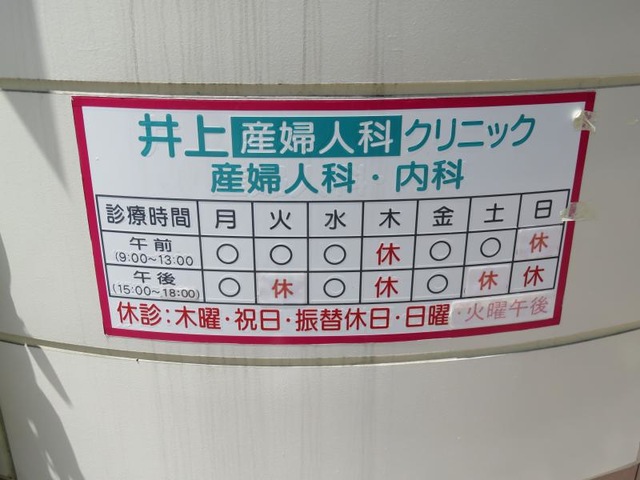 井上産婦人科クリニック
産婦人科・内科
診療時間 月 火 水 木 金 土 日
午前 (9:00~13:00 ○ ○ ○ 休 ○ ○ 休
午後 (15:00~18:00) ○ 休 ○ 休 ○ 休 休
休診:木曜・祝日・振替休日・日曜・火曜午後